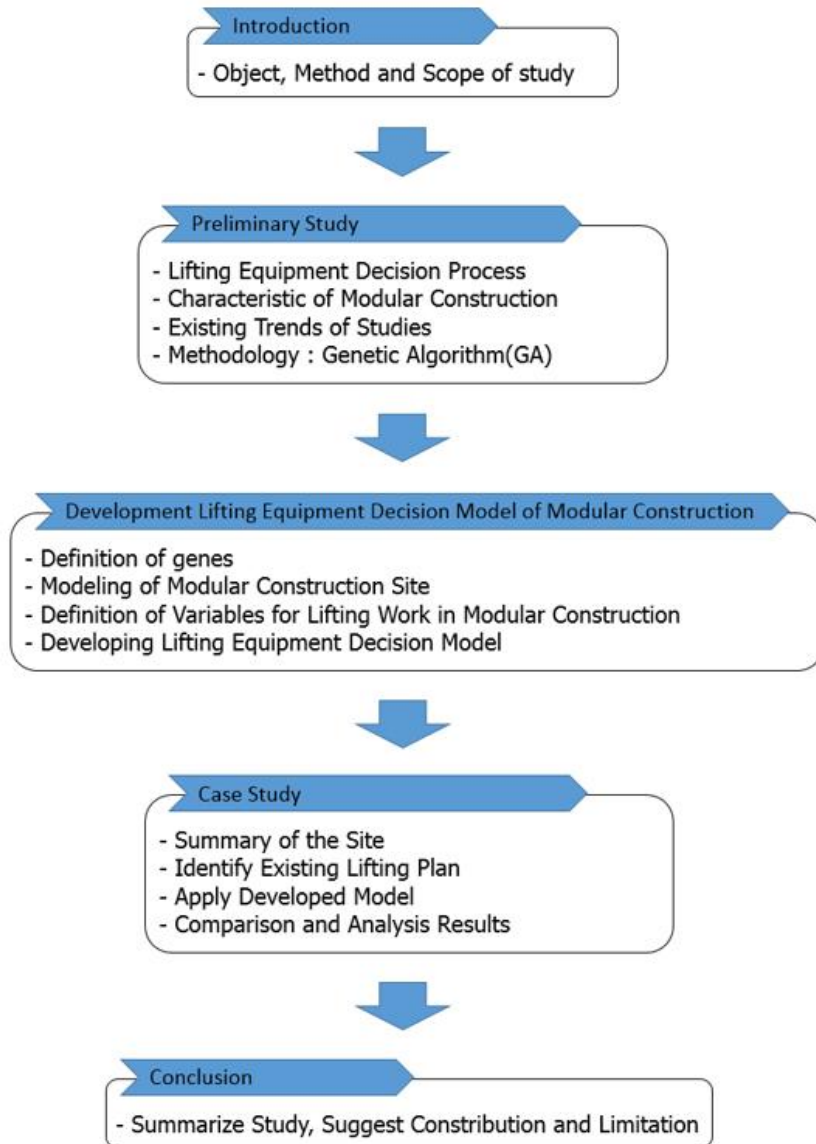 Introduction
- Object, Method and Scope of study
Preliminary Study
- Lifting Equipment Decision Process
- Characteristic of Modular Construction
- Existing Trends of Studies
- Methodology : Genetic Algorithm(GA)
Development Lifting Equipment Decision Model of Modular Construction
- Definition of genes
- Modeling of Modular Construction Site
- Definition of Variables for Lifting Work in Modular Construction
- Developing Lifting Equipment Decision Model
Case Study
- Summary of the Site
- Identify Existing Lifting Plan
- Apply Developed Model
- Comparison and Analysis Results
Conclusion
- Summarize Study, Suggest Constribution and Limitation